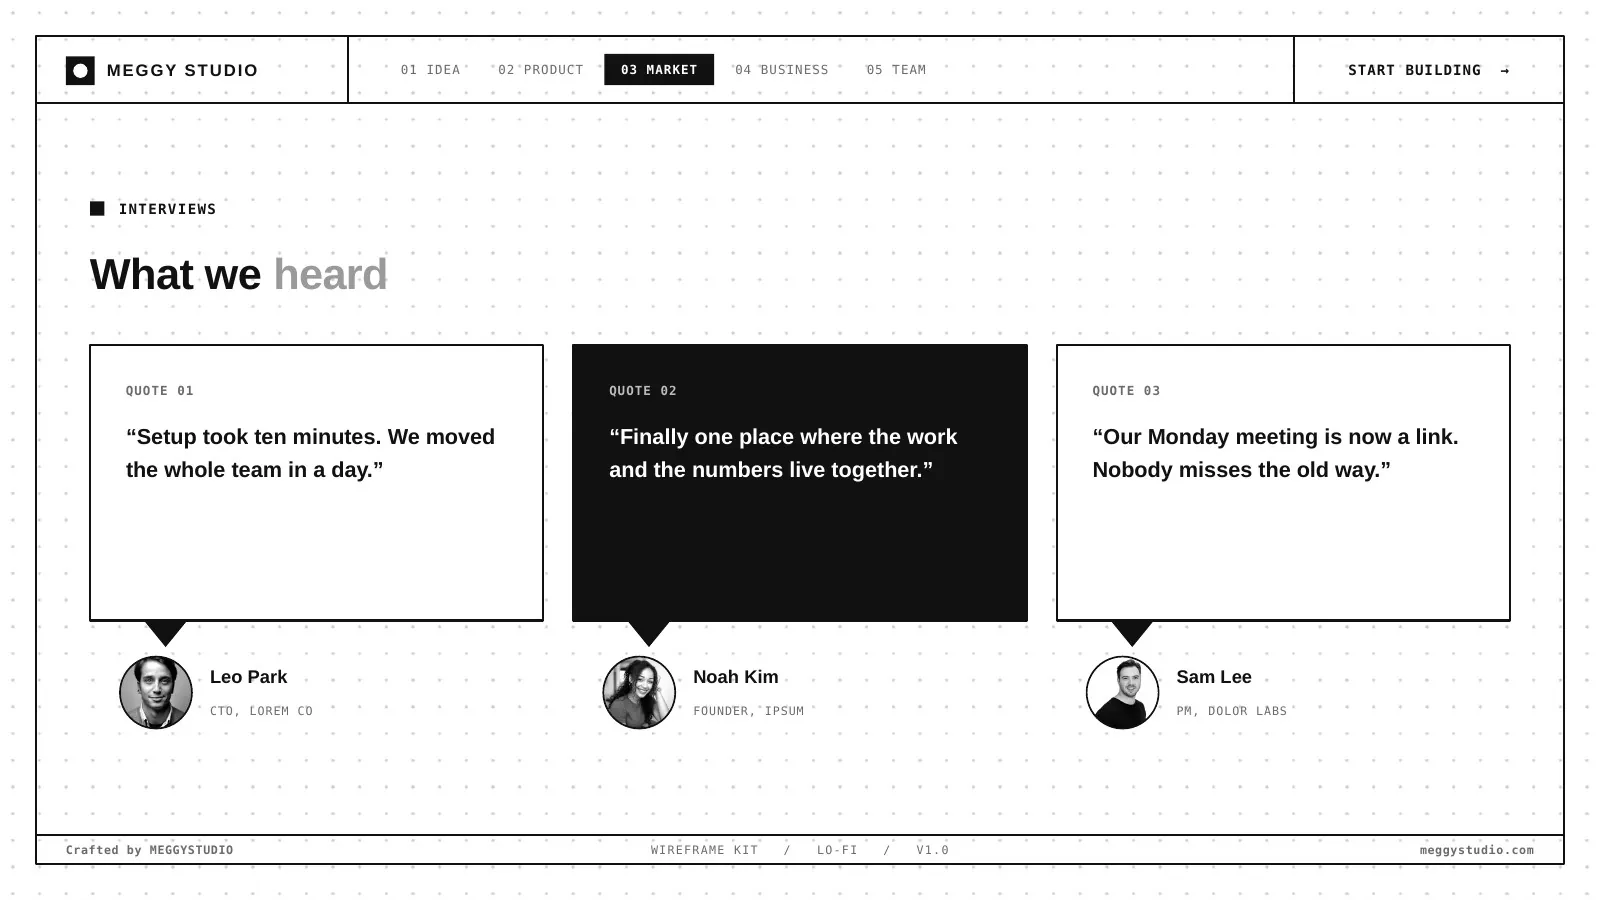 MEGGY STUDIO
01 IDEA
02 PRODUCT
03 MARKET
04 BUSINESS
05 TEAM
START BUILDING →
INTERVIEWS
What we heard
QUOTE 01
“Setup took ten minutes. We moved
the whole team in a day.”
Leo Park
CTO, LOREM CO
QUOTE 02
“Finally one place where the work
and the numbers live together.”
Noah Kim
FOUNDER, IPSUM
QUOTE 03
“Our Monday meeting is now a link.
Nobody misses the old way.”
Sam Lee
PM, DOLOR LABS
Crafted by MEGGYSTUDIO
WIREFRAME KIT / LO-FI / V1.0
meggystudio.com